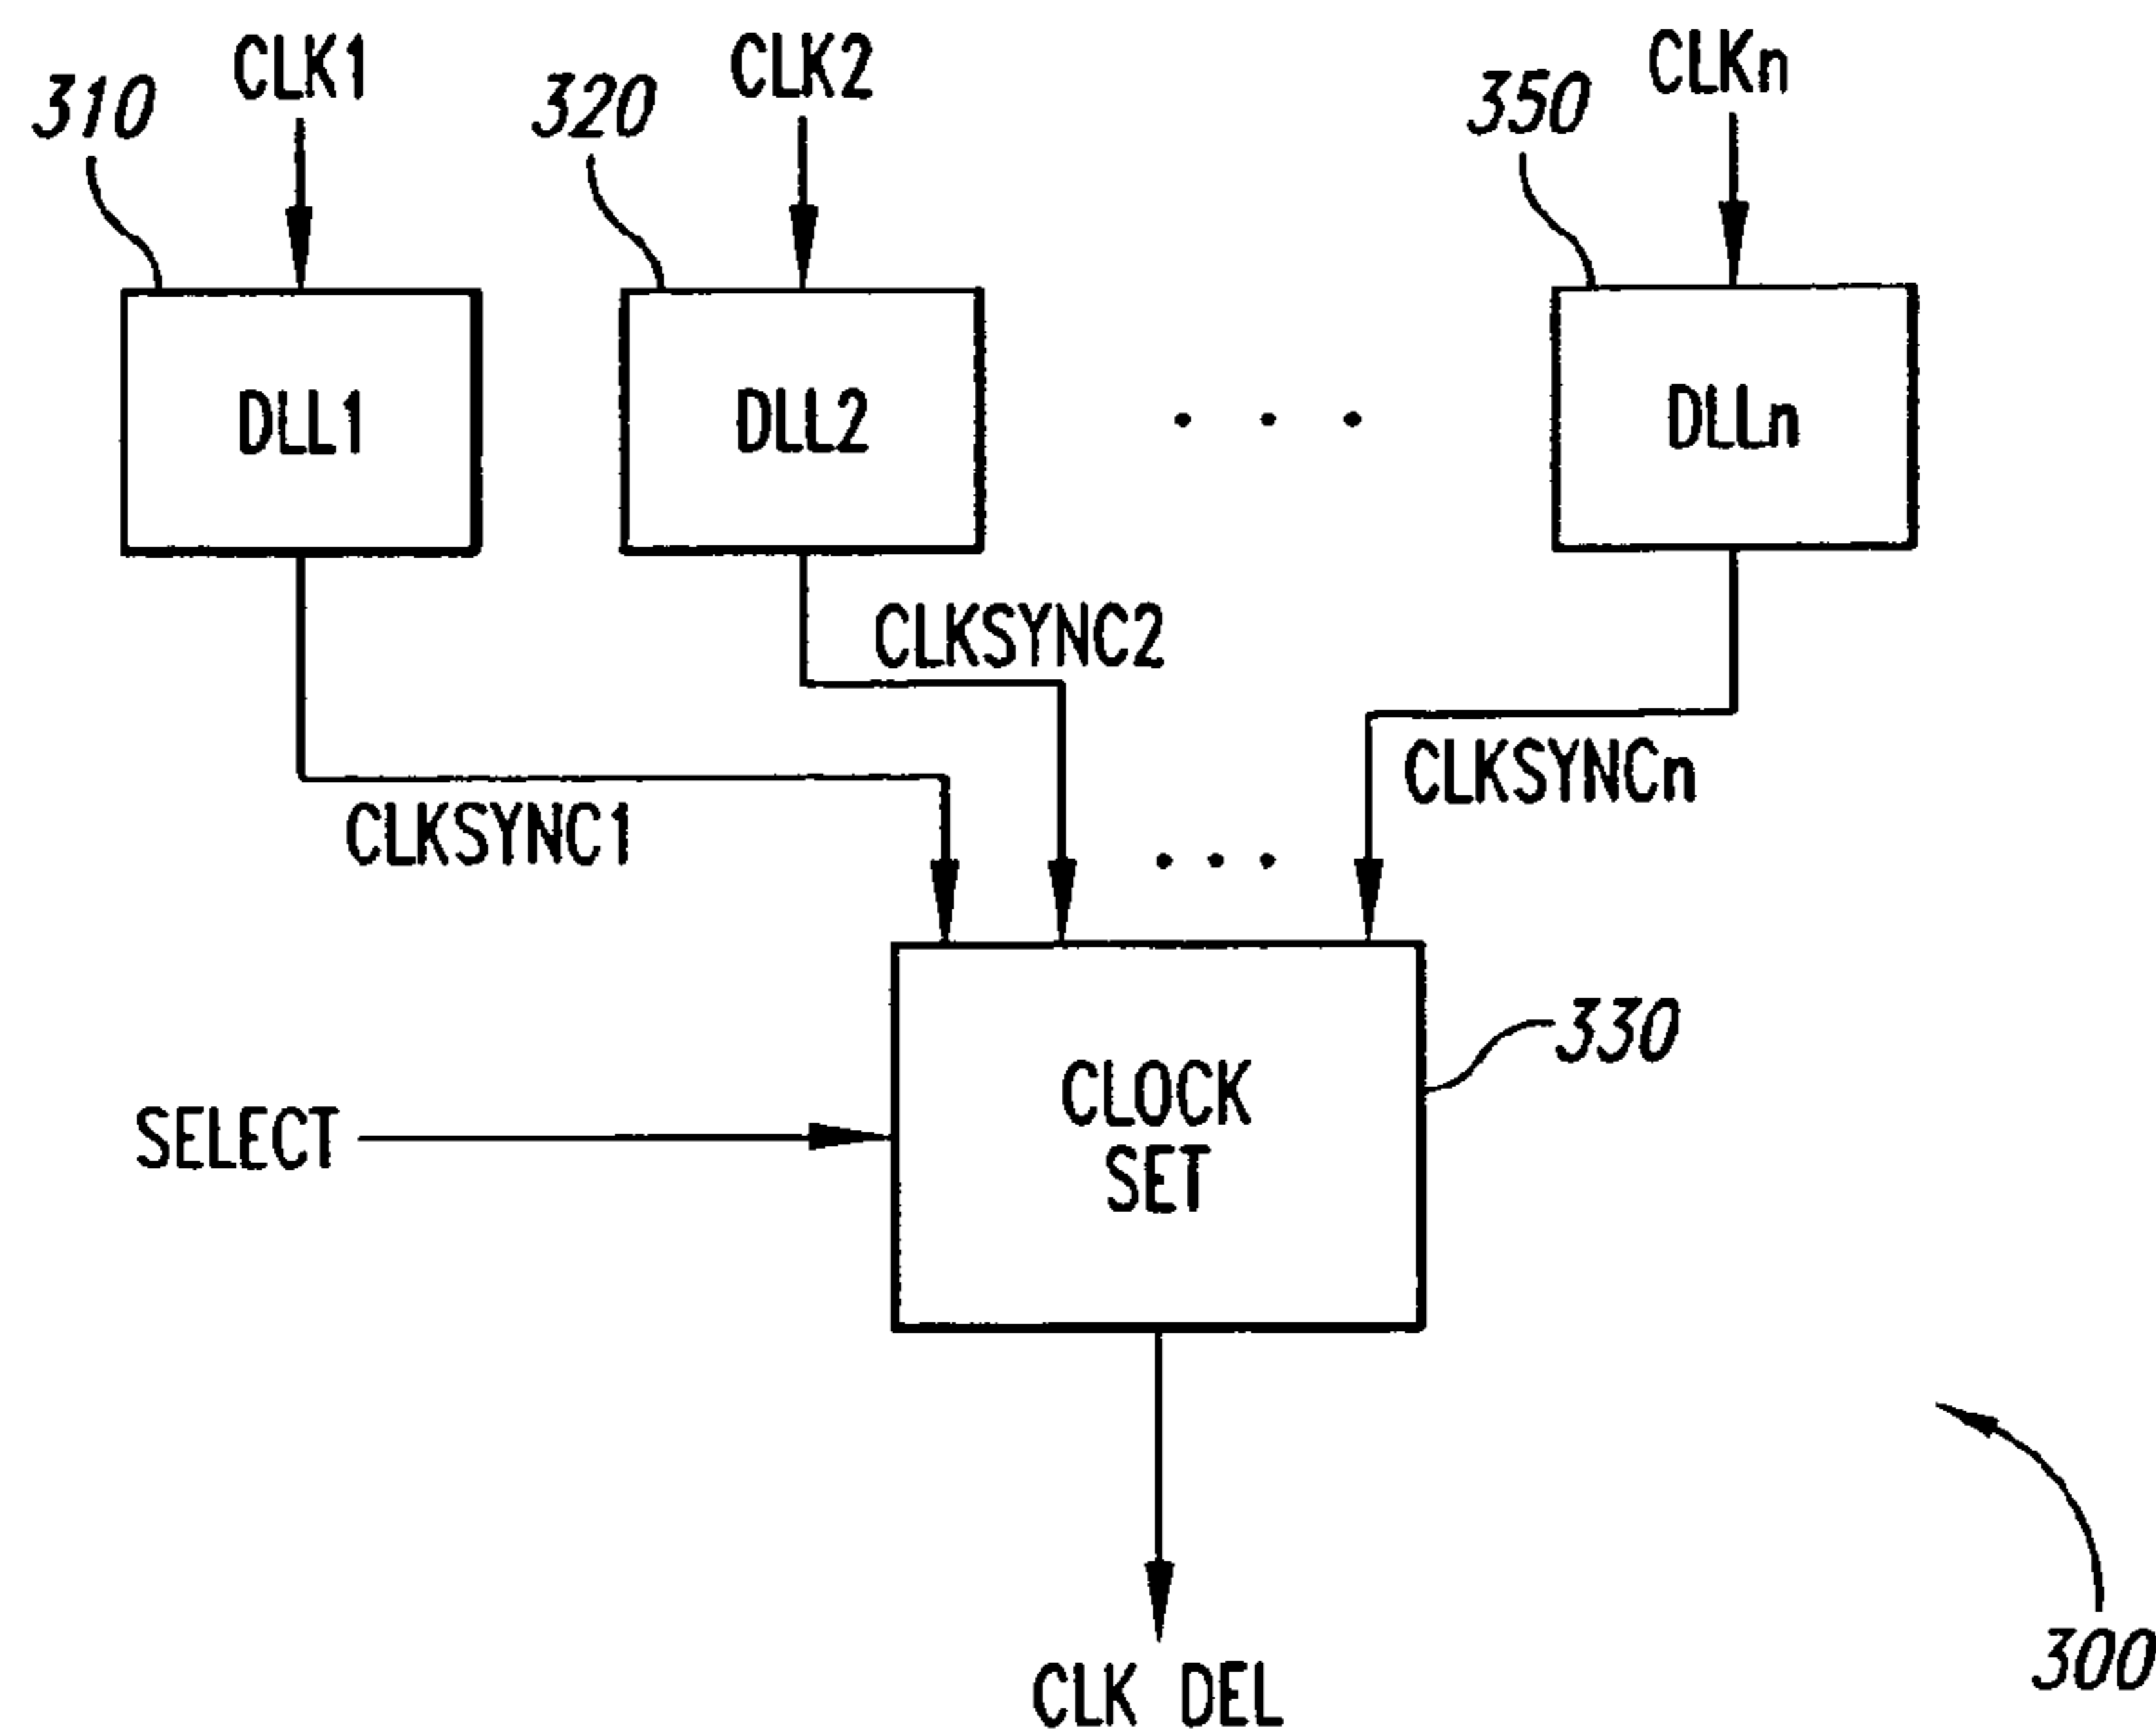 CLK1
CLK2
CLKn
310
320
350
DLL1
DLL2
. . .
DLLn
CLKSYNC2
CLKSYNCn
CLKSYNC1
. . .
330
CLOCK
SET
SELECT
CLK DEL
300